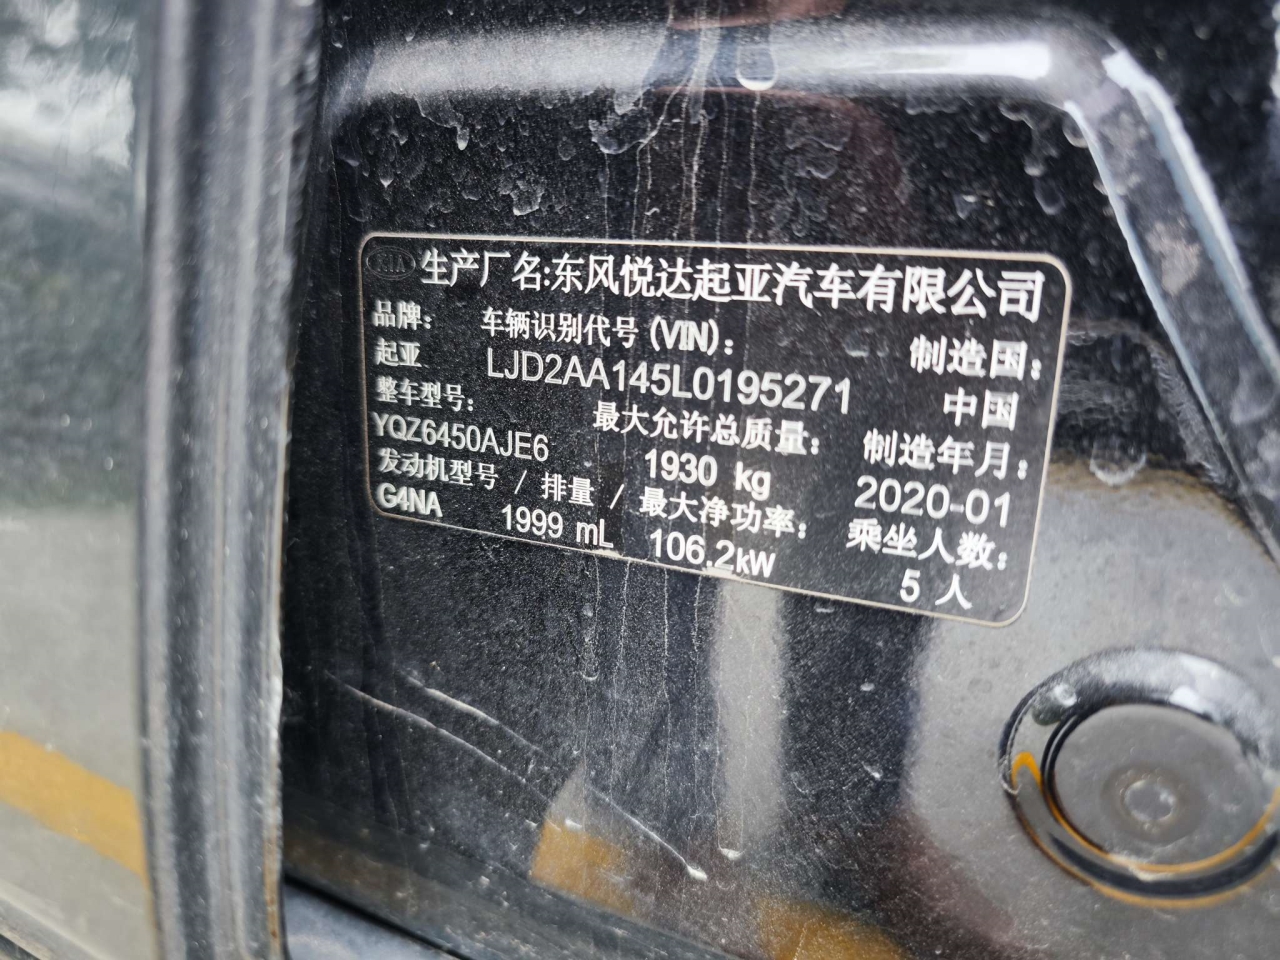 KIA 生产厂名:东风悦达起亚汽车有限公司
品牌: 车辆识别代号(VIN): 制造国:
起亚 LJD2AA145L0195271 中国
整车型号: 最大允许总质量: 制造年月:
YQZ6450AJE6 1930 kg 2020-01
发动机型号 / 排量 / 最大净功率: 乘坐人数:
G4NA 1999 mL 106.2kW 5 人